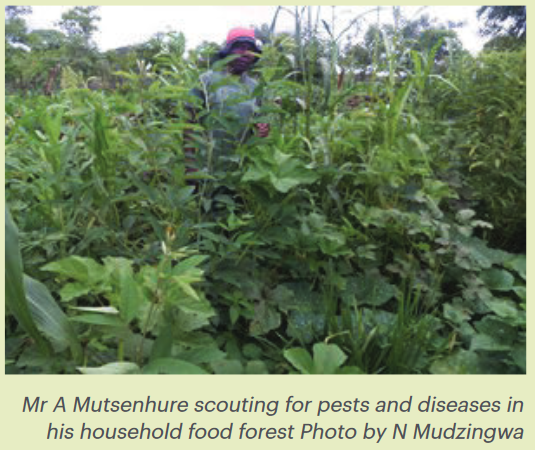 Mr A Mutsenhure scouting for pests and diseases in
his household food forest Photo by N Mudzingwa